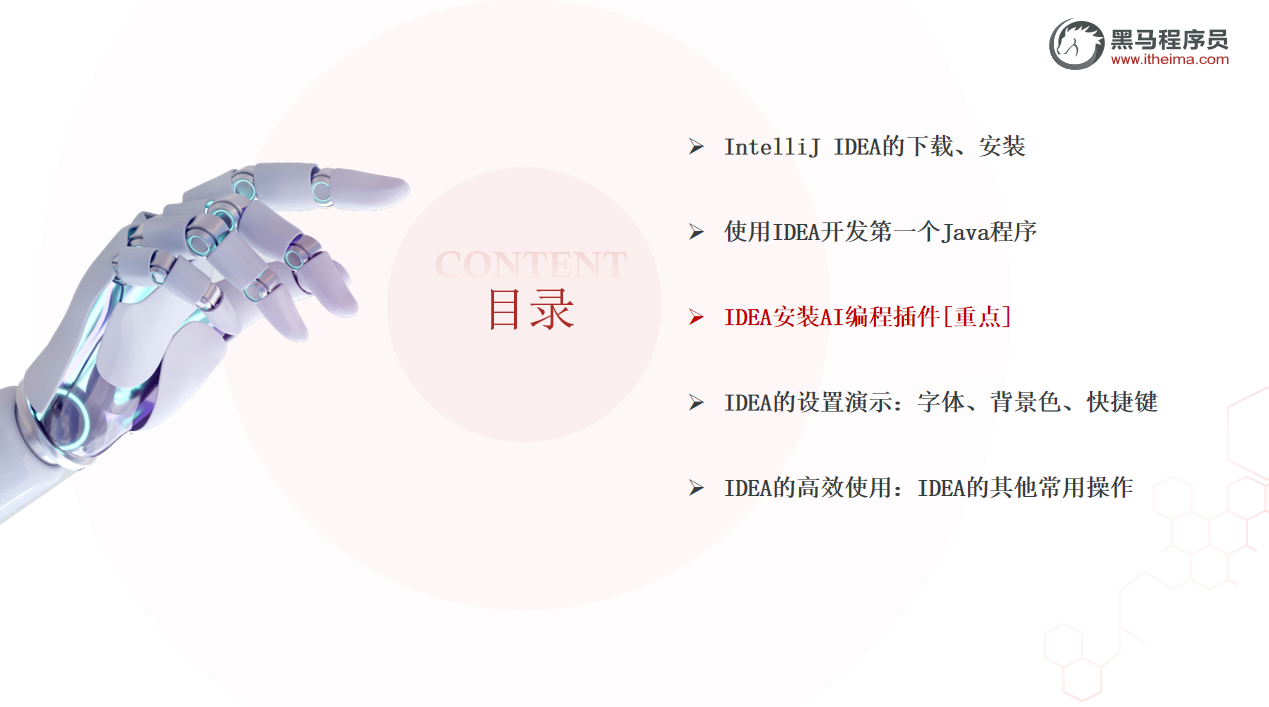 黑马程序员
www.itheima.com
CONTENT
目录
IntelliJ IDEA的下载、安装
使用IDEA开发第一个Java程序
IDEA安装AI编程插件[重点]
IDEA的设置演示：字体、背景色、快捷键
IDEA的高效使用：IDEA的其他常用操作